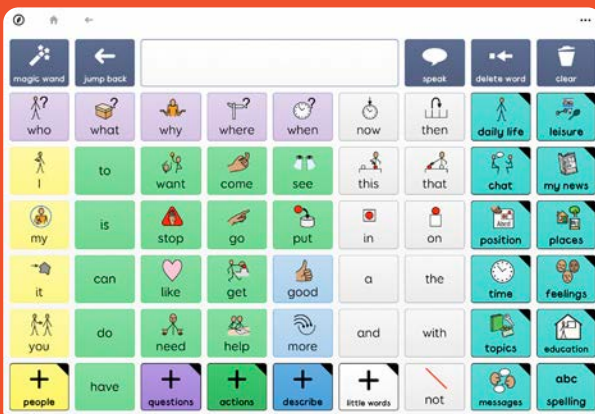 magic wand jump back speak delete word clear
who what why where when now then daily life leisure
I to want come see this that chat my news
my is stop go put in on position places
it can like get good a the time feelings
you do need help more and with topics education
people have questions actions describe little words not messages abc spelling